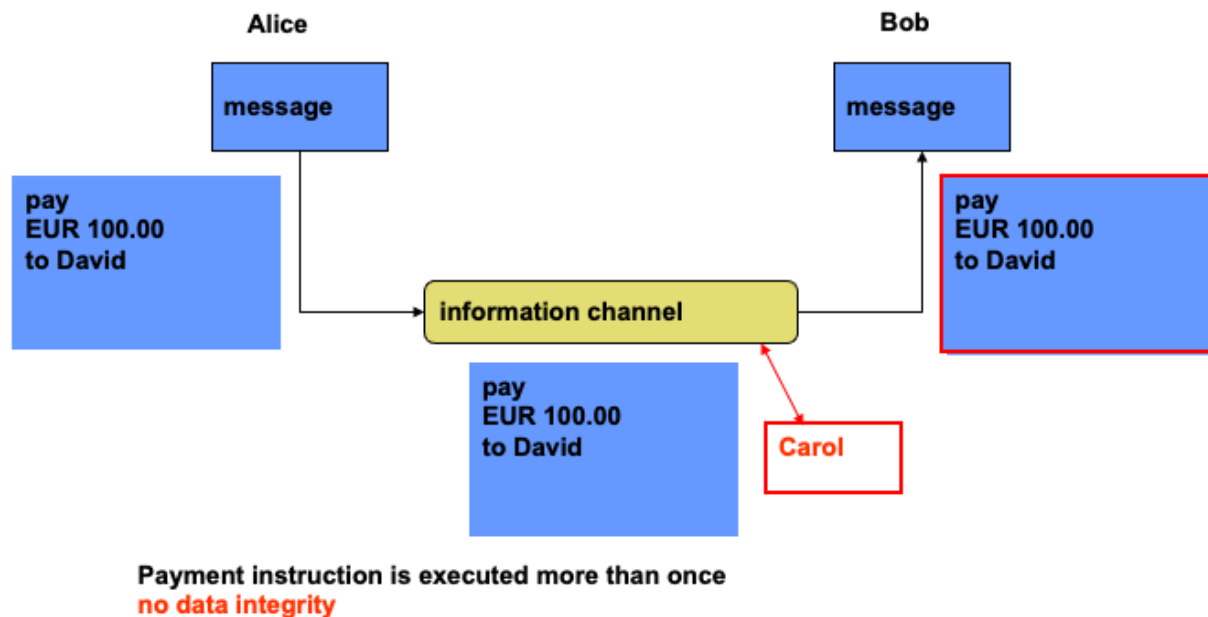 Alice
Bob
message
message
pay
EUR 100.00
to David
pay
EUR 100.00
to David
information channel
pay
EUR 100.00
to David
Carol
Payment instruction is executed more than once
no data integrity